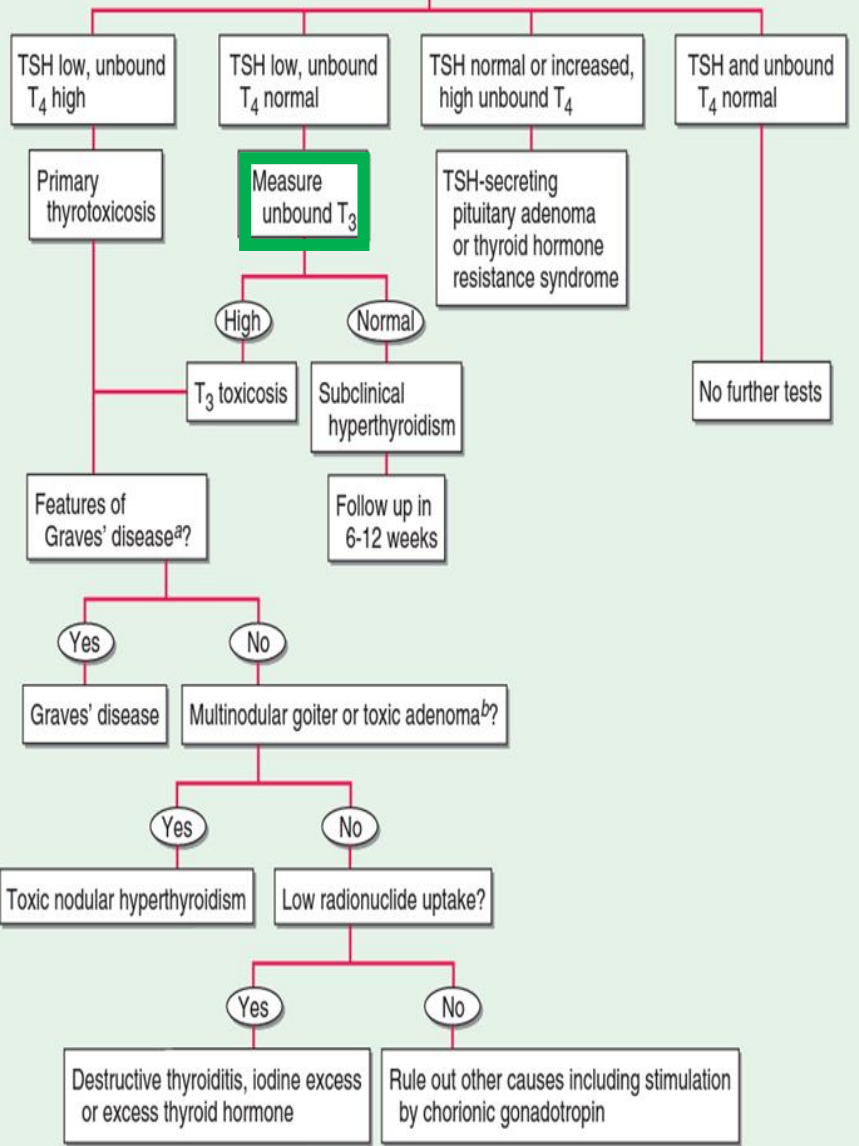 TSH low, unbound
T4 high
TSH low, unbound
T4 normal
TSH normal or increased,
high unbound T4
TSH and unbound
T4 normal
Primary
thyrotoxicosis
Measure
unbound T3
TSH-secreting
pituitary adenoma
or thyroid hormone
resistance syndrome
High
Normal
T3 toxicosis
Subclinical
hyperthyroidism
No further tests
Features of
Graves' diseaseᵃ?
Follow up in
6-12 weeks
Yes
No
Graves' disease
Multinodular goiter or toxic adenomaᵇ?
Yes
No
Toxic nodular hyperthyroidism
Low radionuclide uptake?
Yes
No
Destructive thyroiditis, iodine excess
or excess thyroid hormone
Rule out other causes including stimulation
by chorionic gonadotropin